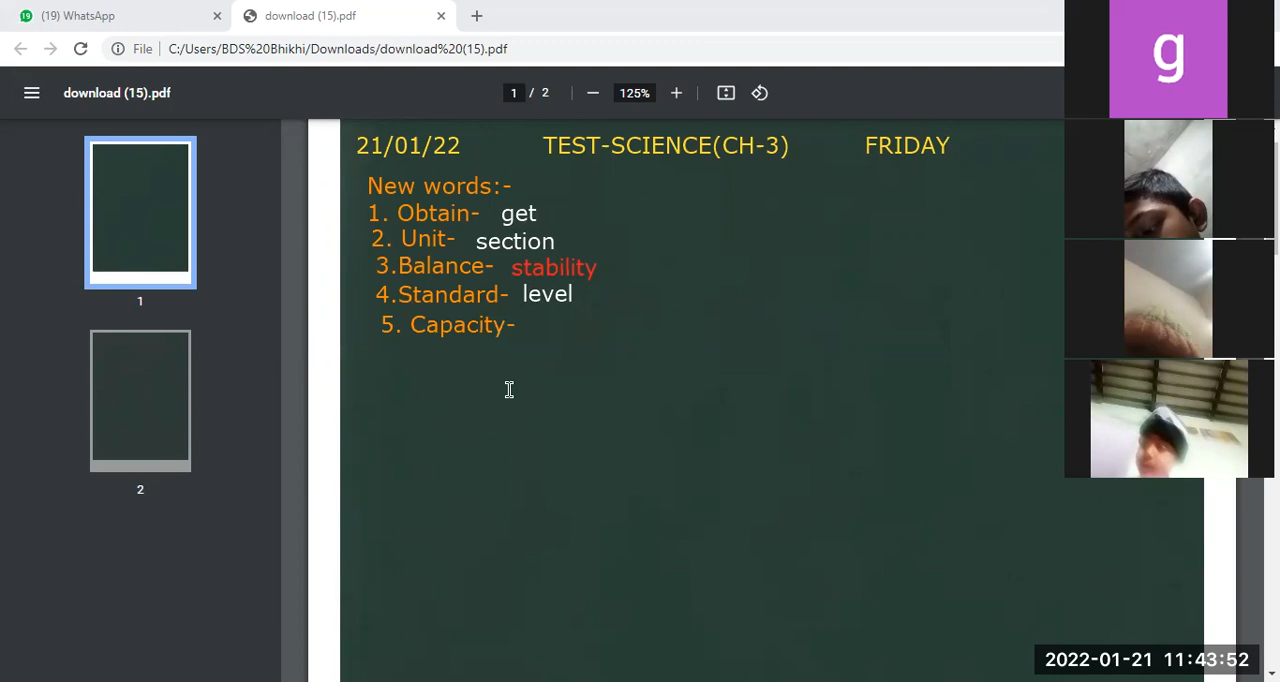 19 (19) WhatsApp download (15).pdf
File C:/Users/BDS%20Bhikhi/Downloads/download%20(15).pdf
download (15).pdf 1 / 2 125%
21/01/22 TEST-SCIENCE(CH-3) FRIDAY
New words:-
1. Obtain- get
2. Unit- section
3.Balance- stability
4.Standard- level
5. Capacity-
1
2
g
2022-01-21 11:43:52